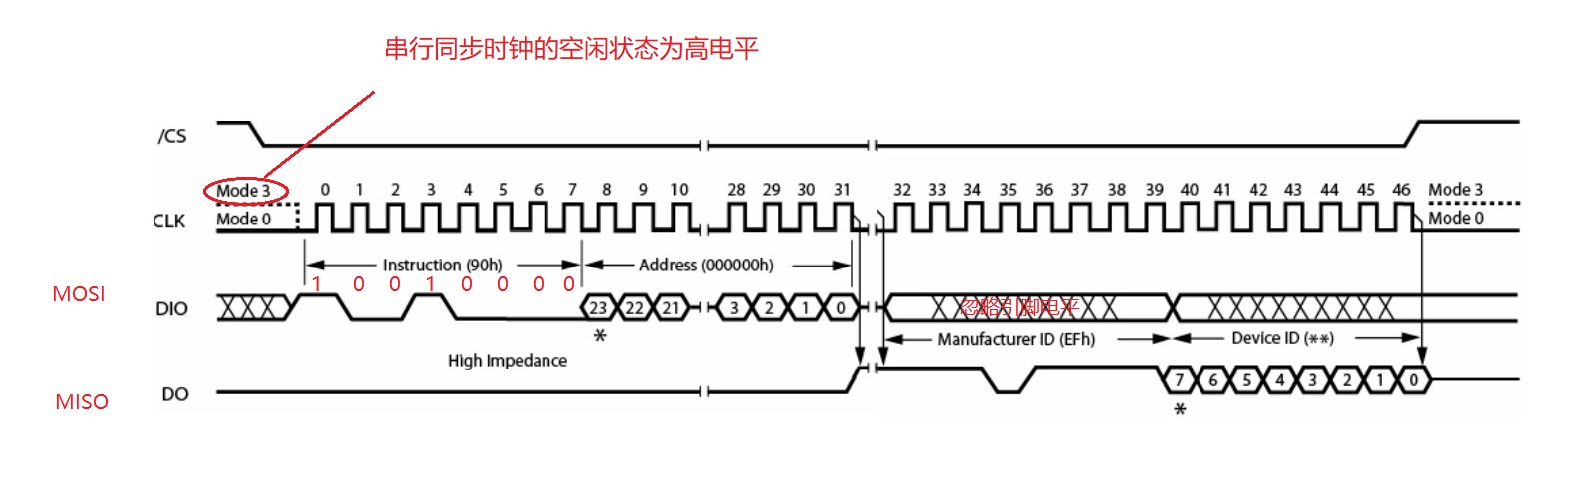 串行同步时钟的空闲状态为高电平
/CS
Mode 3 0 1 2 3 4 5 6 7 8 9 10 28 29 30 31 32 33 34 35 36 37 38 39 40 41 42 43 44 45 46 Mode 3
CLK Mode 0 Mode 0
Instruction (90h) Address (000000h)
1 0 0 1 0 0 0 0
MOSI DIO 23 22 21 3 2 1 0 忽略引脚电平
*
Manufacturer ID (EFh) Device ID (**)
High Impedance
MISO DO 7 6 5 4 3 2 1 0
*